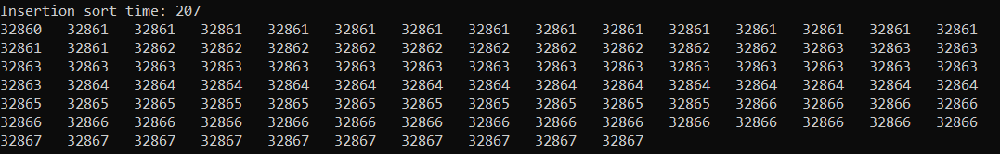 Insertion sort time: 207
32860 32861 32861 32861 32861 32861 32861 32861 32861 32861 32861 32861 32861 32861 32861
32861 32861 32862 32862 32862 32862 32862 32862 32862 32862 32862 32862 32863 32863 32863
32863 32863 32863 32863 32863 32863 32863 32863 32863 32863 32863 32863 32863 32863 32863
32863 32864 32864 32864 32864 32864 32864 32864 32864 32864 32864 32864 32864 32864 32864
32865 32865 32865 32865 32865 32865 32865 32865 32865 32865 32865 32865 32866 32866 32866
32866 32866 32866 32866 32866 32866 32866 32866 32866 32866 32866 32866 32866 32866 32866
32867 32867 32867 32867 32867 32867 32867 32867 32867 32867